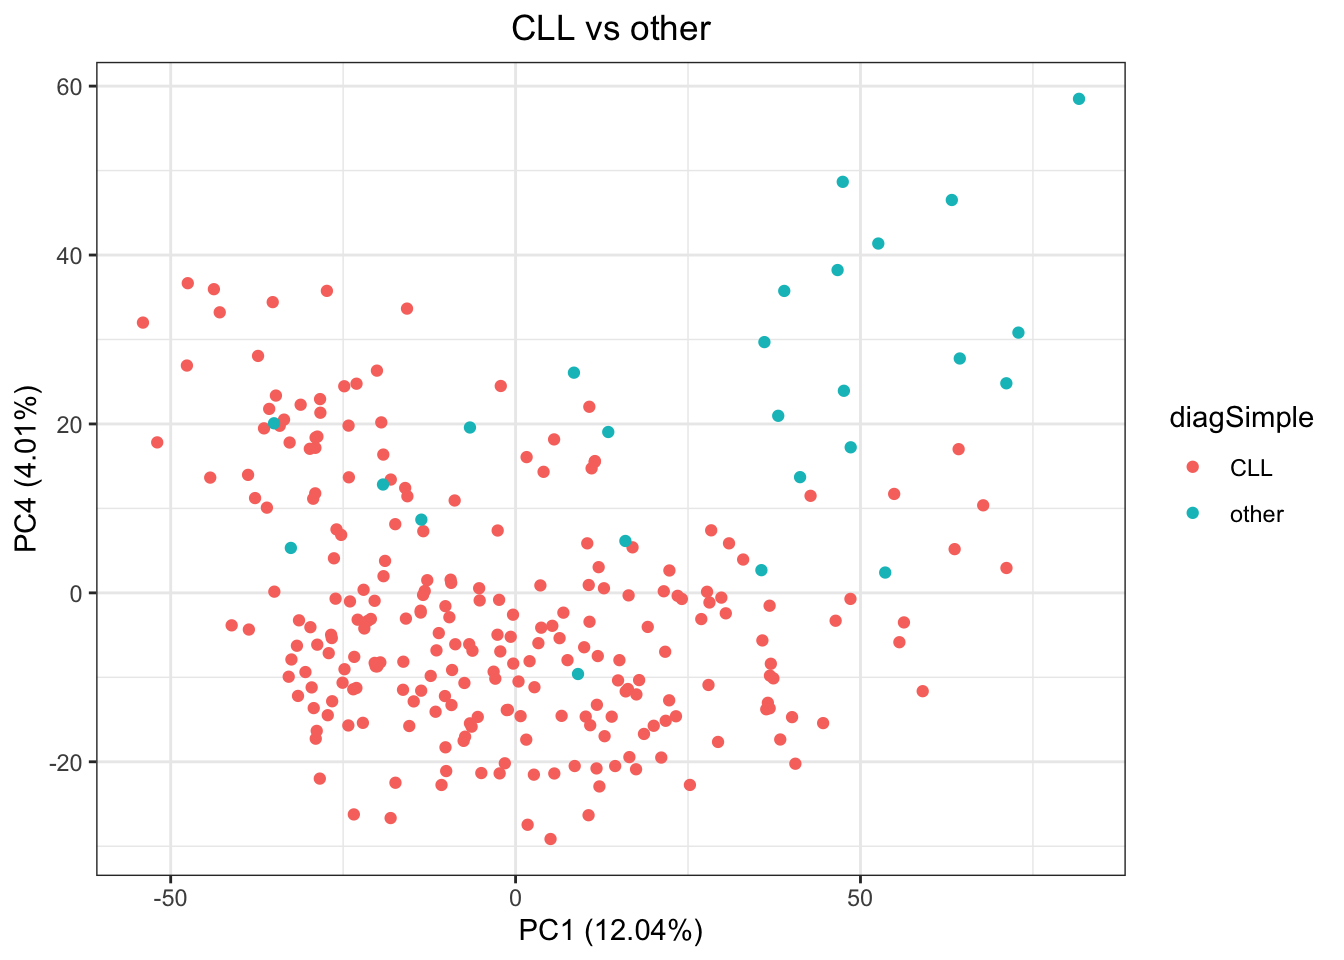 CLL vs other
60
40
20
0
-20
PC4 (4.01%)
-50
0
50
PC1 (12.04%)
diagSimple
CLL
other